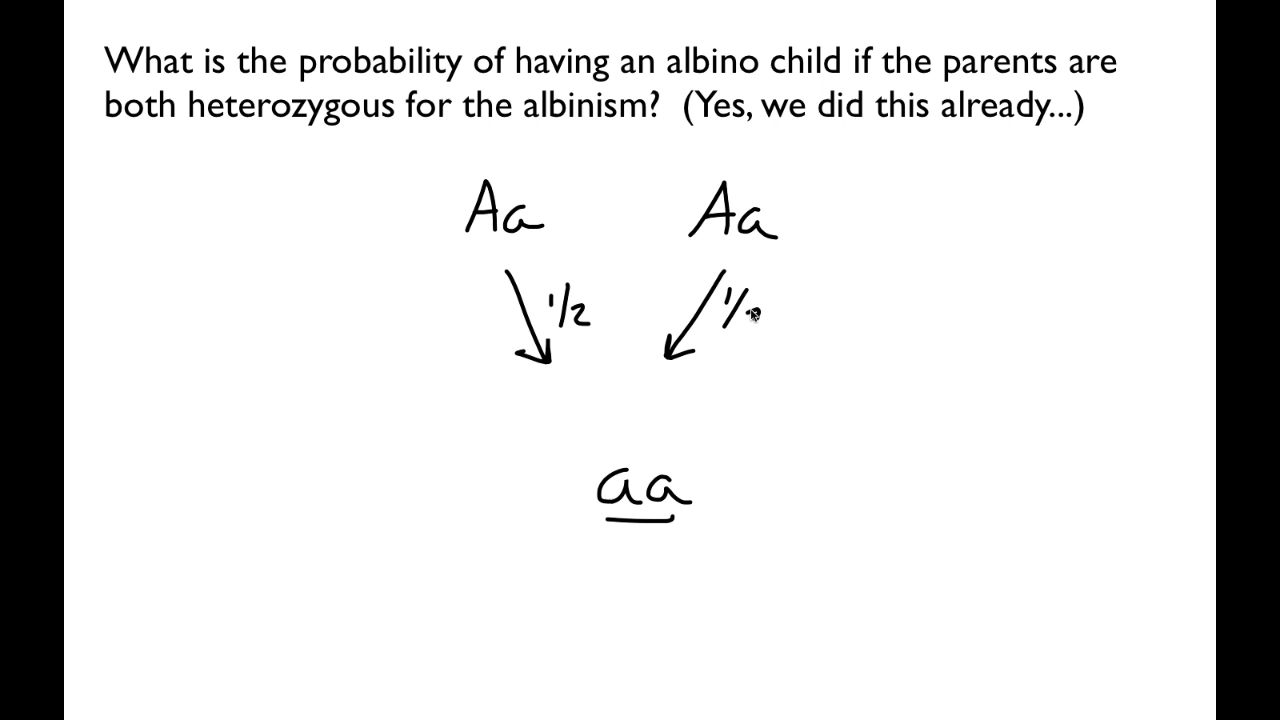 What is the probability of having an albino child if the parents are
both heterozygous for the albinism? (Yes, we did this already...)
Aa Aa
1/2 1/
aa